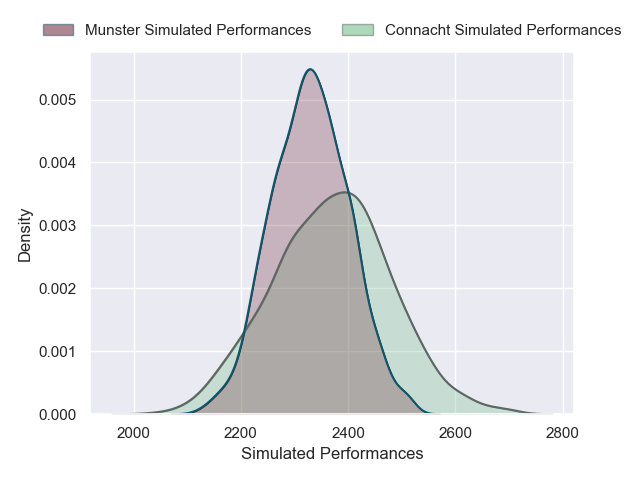 Munster Simulated Performances
Connacht Simulated Performances
0.005
0.004
0.003
0.002
0.001
0.000
Density
2000 2200 2400 2600 2800
Simulated Performances